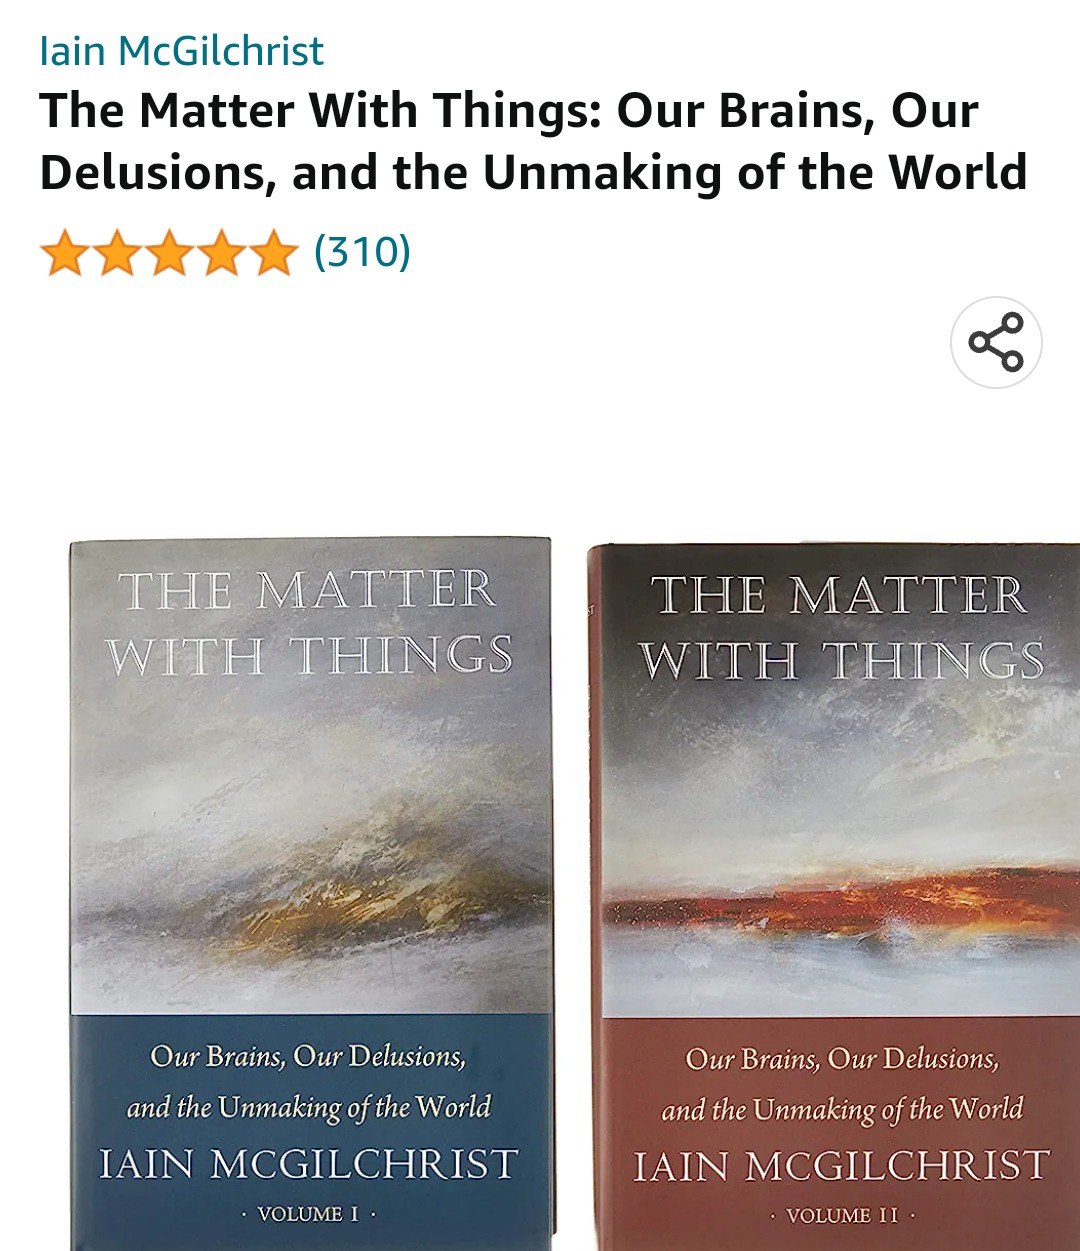 Iain McGilchrist
The Matter With Things: Our Brains, Our
Delusions, and the Unmaking of the World
(310)
THE MATTER
WITH THINGS
Our Brains, Our Delusions,
and the Unmaking of the World
IAIN MCGILCHRIST
· VOLUME I ·
THE MATTER
WITH THINGS
Our Brains, Our Delusions,
and the Unmaking of the World
IAIN MCGILCHRIST
· VOLUME II ·